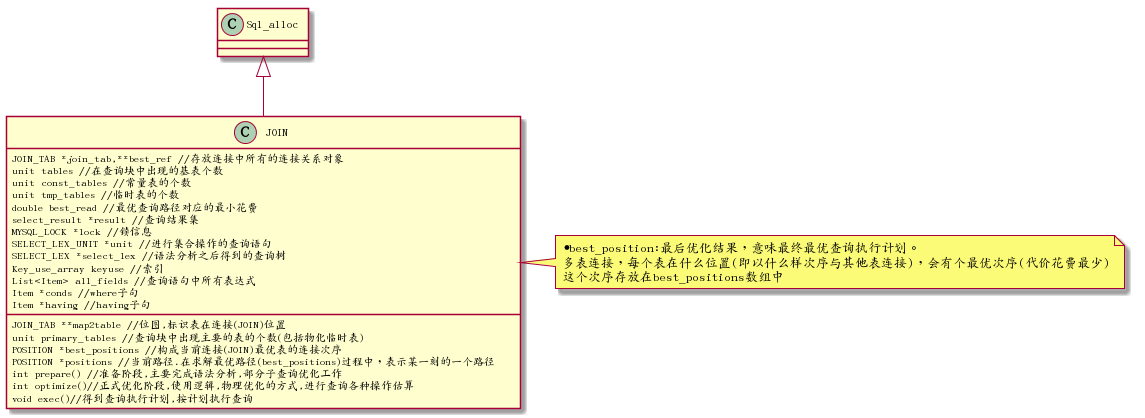 C Sql_alloc
C JOIN
JOIN_TAB *join_tab,**best_ref //存放连接中所有的连接关系对象
unit tables //在查询块中出现的基表个数
unit const_tables //常量表的个数
unit tmp_tables //临时表的个数
double best_read //最优查询路径对应的最小花费
select_result *result //查询结果集
MYSQL_LOCK *lock //锁信息
SELECT_LEX_UNIT *unit //进行集合操作的查询语句
SELECT_LEX *select_lex //语法分析之后得到的查询树
Key_use_array keyuse //索引
List<Item> all_fields //查询语句中所有表达式
Item *conds //where子句
Item *having //having子句
JOIN_TAB **map2table //位图,标识表在连接(JOIN)位置
unit primary_tables //查询块中出现主要的表的个数(包括物化临时表)
POSITION *best_positions //构成当前连接(JOIN)最优表的连接次序
POSITION *positions //当前路径.在求解最优路径(best_positions)过程中，表示某一刻的一个路径
int prepare() //准备阶段,主要完成语法分析,部分子查询优化工作
int optimize()//正式优化阶段,使用逻辑,物理优化的方式,进行查询各种操作估算
void exec()//得到查询执行计划,按计划执行查询
●best_position:最后优化结果，意味最终最优查询执行计划。
多表连接，每个表在什么位置(即以什么样次序与其他表连接)，会有个最优次序(代价花费最少)
这个次序存放在best_positions数组中